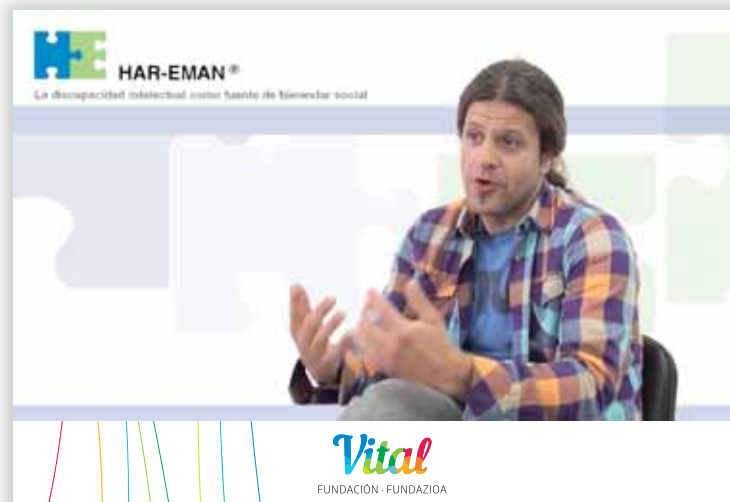 HAR-EMAN®
La discapacidad intelectual como fuente de bienestar social
Vital
FUNDACIÓN · FUNDAZIOA